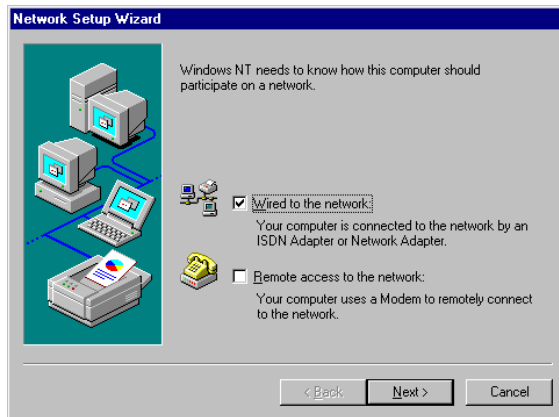 Network Setup Wizard
Windows NT needs to know how this computer should
participate on a network.
Wired to the network:
Your computer is connected to the network by an
ISDN Adapter or Network Adapter.
Remote access to the network:
Your computer uses a Modem to remotely connect
to the network.
< Back
Next >
Cancel